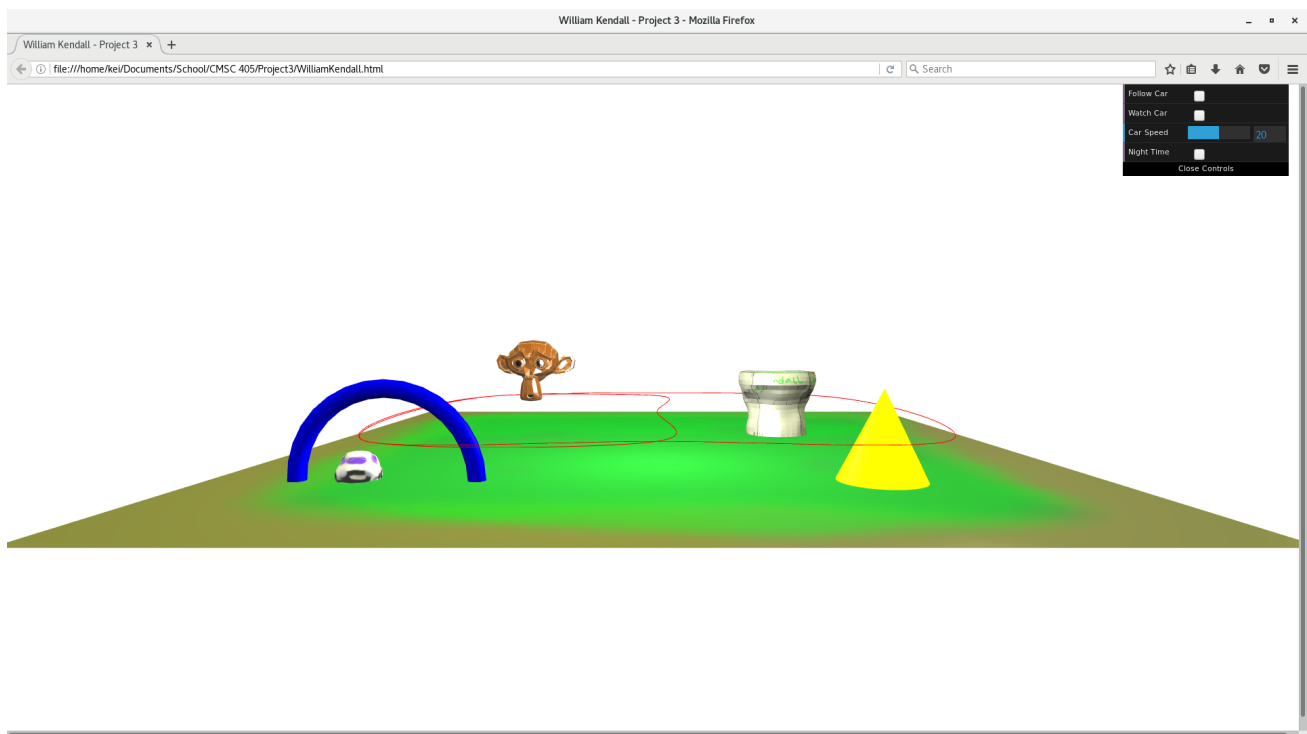 William Kendall - Project 3 - Mozilla Firefox
William Kendall - Project 3
file:///home/kei/Documents/School/CMSC 405/Project3/WilliamKendall.html
Search
Follow Car
Watch Car
Car Speed 20
Night Time
Close Controls